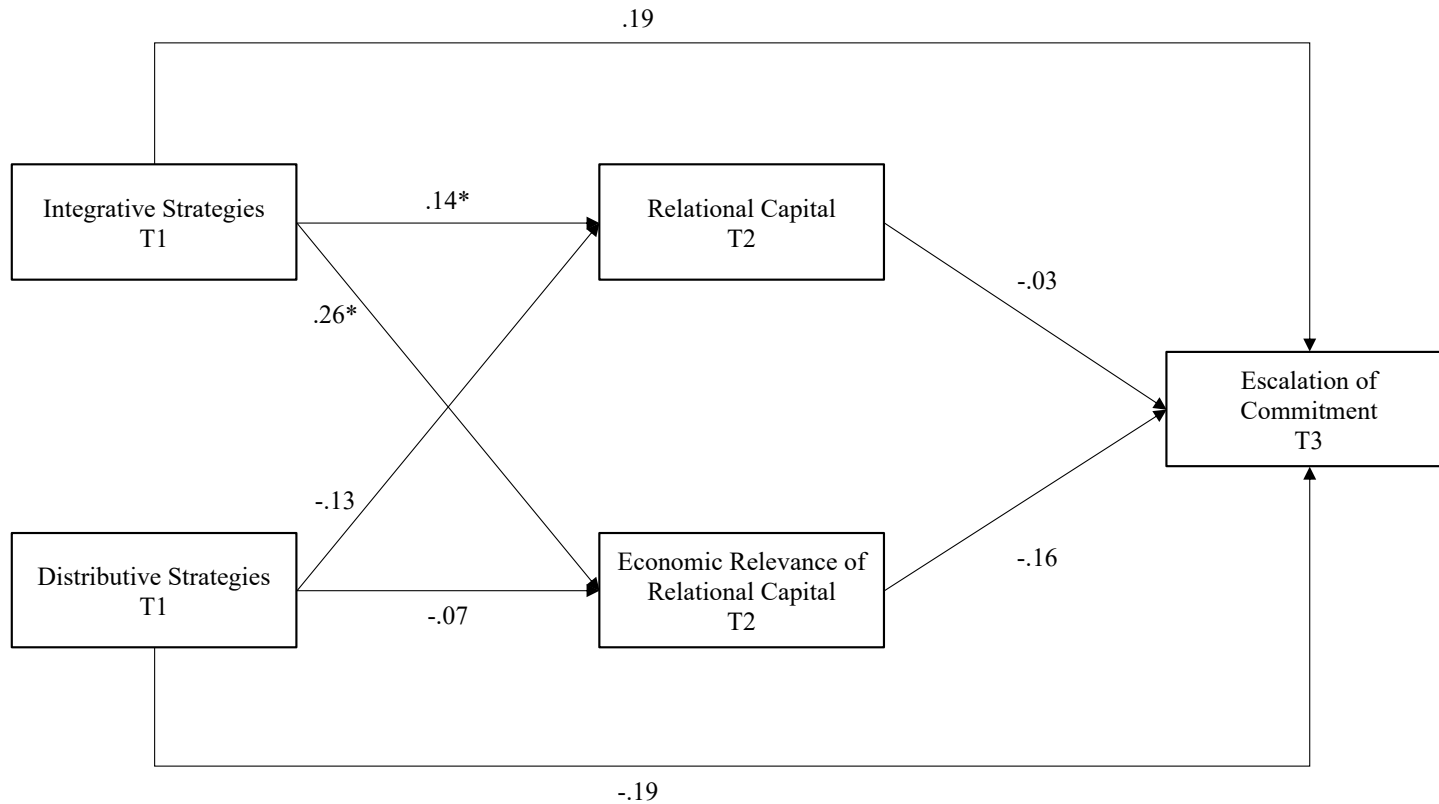 .19
Integrative Strategies
T1
.14*
Relational Capital
T2
-.03
.26*
Escalation of
Commitment
T3
-.13
Distributive Strategies
T1
-.07
Economic Relevance of
Relational Capital
T2
-.16
-.19